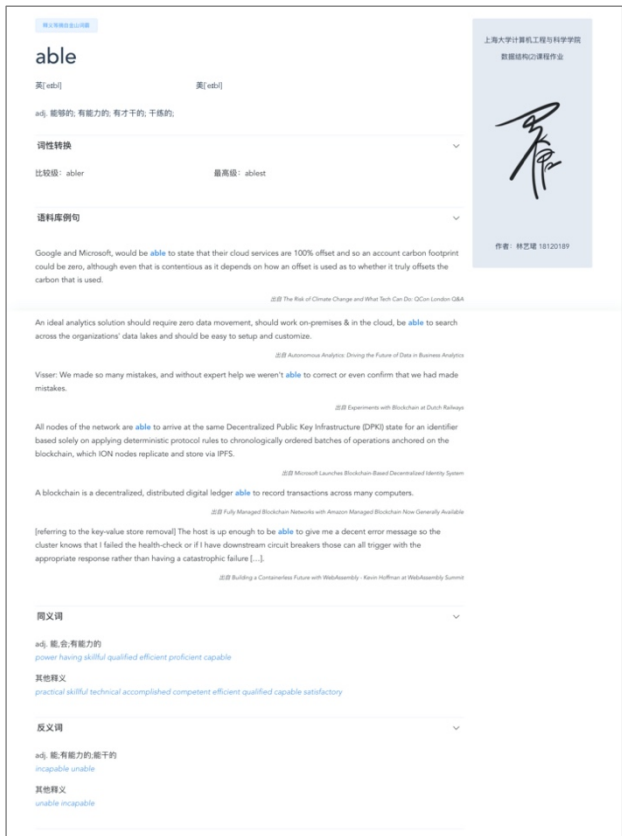 释义等摘自金山词霸
able
英['eɪbl] 美['eɪbl]
adj. 能够的; 有能力的; 有才干的; 干练的;
词性转换
比较级：abler 最高级：ablest
语料库例句
Google and Microsoft, would be able to state that their cloud services are 100% offset and so an account carbon footprint
could be zero, although even that is contentious as it depends on how an offset is used as to whether it truly offsets the
carbon that is used.
出自 The Risk of Climate Change and What Tech Can Do: QCon London Q&A
An ideal analytics solution should require zero data movement, should work on-premises & in the cloud, be able to search
across the organizations' data lakes and should be easy to setup and customize.
出自 Autonomous Analytics: Driving the Future of Data in Business Analytics
Visser: We made so many mistakes, and without expert help we weren't able to correct or even confirm that we had made
mistakes.
出自 Experiments with Blockchain at Dutch Railways
All nodes of the network are able to arrive at the same Decentralized Public Key Infrastructure (DPKI) state for an identifier
based solely on applying deterministic protocol rules to chronologically ordered batches of operations anchored on the
blockchain, which ION nodes replicate and store via IPFS.
出自 Microsoft Launches Blockchain-Based Decentralized Identity System
A blockchain is a decentralized, distributed digital ledger able to record transactions across many computers.
出自 Fully Managed Blockchain Networks with Amazon Managed Blockchain Now Generally Available
[referring to the key-value store removal] The host is up enough to be able to give me a decent error message so the
cluster knows that I failed the health-check or if I have downstream circuit breakers those can all trigger with the
appropriate response rather than having a catastrophic failure [...].
出自 Building a Containerless Future with WebAssembly - Kevin Hoffman at WebAssembly Summit
同义词
adj. 能,会;有能力的
power having skillful qualified efficient proficient capable
其他释义
practical skillful technical accomplished competent efficient qualified capable satisfactory
反义词
adj. 能;有能力的;能干的
incapable unable
其他释义
unable incapable
上海大学计算机工程与科学学院
数据结构(2)课程作业
作者：林艺珺 18120189